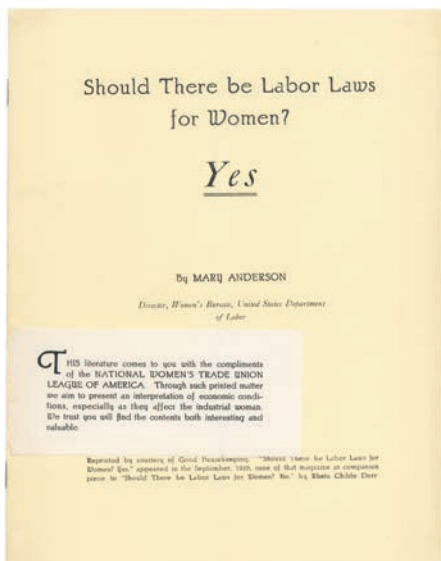 Should There be Labor Laws
for Women?
Yes
By MARY ANDERSON
Director, Women's Bureau, United States Department
of Labor
THIS literature comes to you with the compliments
of the NATIONAL WOMEN'S TRADE UNION
LEAGUE OF AMERICA. Through such printed matter
we aim to present an interpretation of economic condi-
tions, especially as they affect the industrial woman.
We trust you will find the contents both interesting and
valuable.
Reprinted by courtesy of Good Housekeeping. "Should There be Labor Laws for
Women? Yes." appeared in the September, issue of that magazine as companion
piece to "Should There be Labor Laws for Women? No." by Rheta Childe Dorr